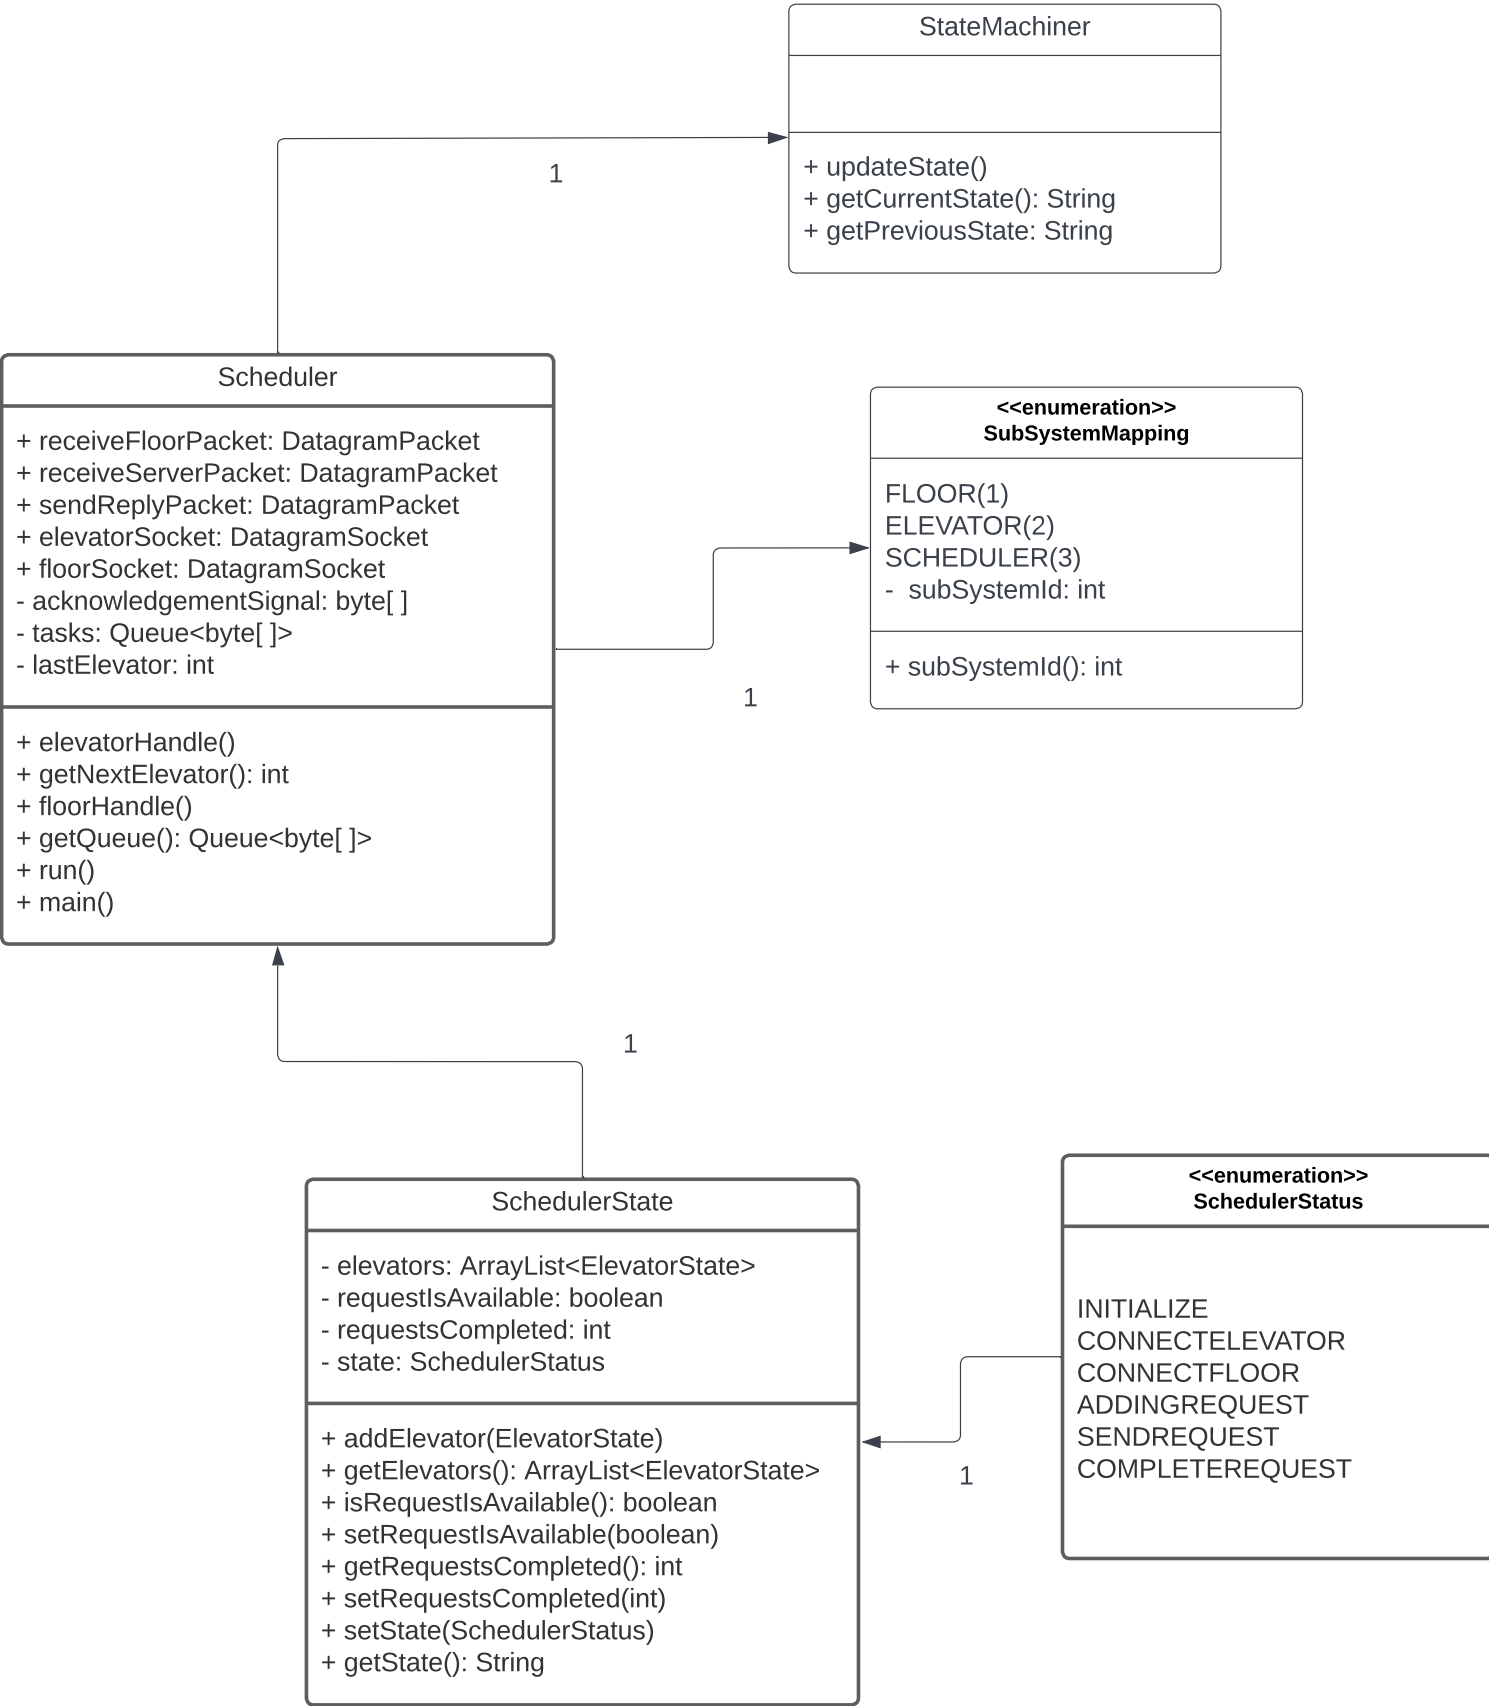 StateMachiner
+ updateState()
+ getCurrentState(): String
+ getPreviousState: String
1
Scheduler
+ receiveFloorPacket: DatagramPacket
+ receiveServerPacket: DatagramPacket
+ sendReplyPacket: DatagramPacket
+ elevatorSocket: DatagramSocket
+ floorSocket: DatagramSocket
- acknowledgementSignal: byte[ ]
- tasks: Queue<byte[ ]>
- lastElevator: int
+ elevatorHandle()
+ getNextElevator(): int
+ floorHandle()
+ getQueue(): Queue<byte[ ]>
+ run()
+ main()
<<enumeration>>
SubSystemMapping
FLOOR(1)
ELEVATOR(2)
SCHEDULER(3)
-  subSystemId: int
+ subSystemId(): int
1
1
SchedulerState
- elevators: ArrayList<ElevatorState>
- requestIsAvailable: boolean
- requestsCompleted: int
- state: SchedulerStatus
+ addElevator(ElevatorState)
+ getElevators(): ArrayList<ElevatorState>
+ isRequestIsAvailable(): boolean
+ setRequestIsAvailable(boolean)
+ getRequestsCompleted(): int
+ setRequestsCompleted(int)
+ setState(SchedulerStatus)
+ getState(): String
<<enumeration>>
SchedulerStatus
INITIALIZE
CONNECTELEVATOR
CONNECTFLOOR
ADDINGREQUEST
SENDREQUEST
COMPLETEREQUEST
1